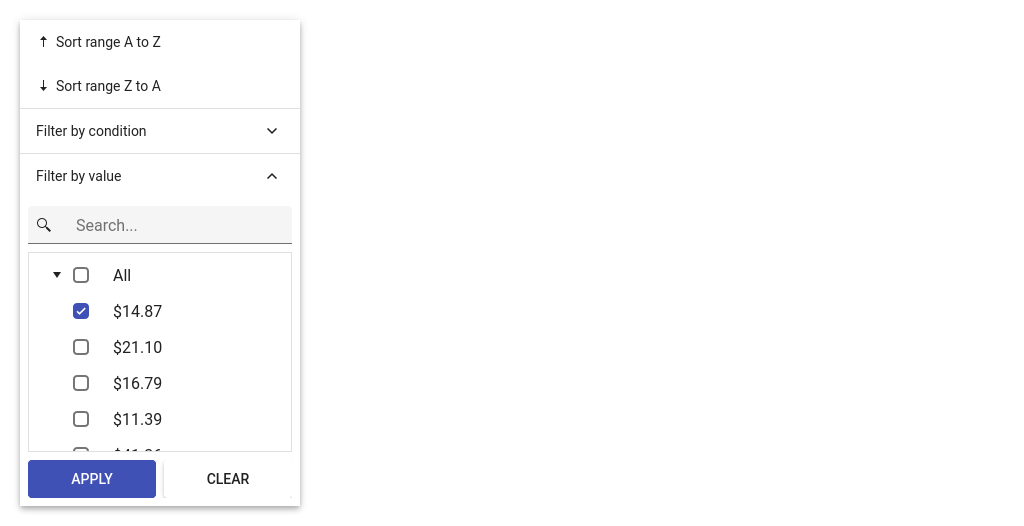 Sort range A to Z
Sort range Z to A
Filter by condition
Filter by value
Search...
All
$14.87
$21.10
$16.79
$11.39
APPLY
CLEAR